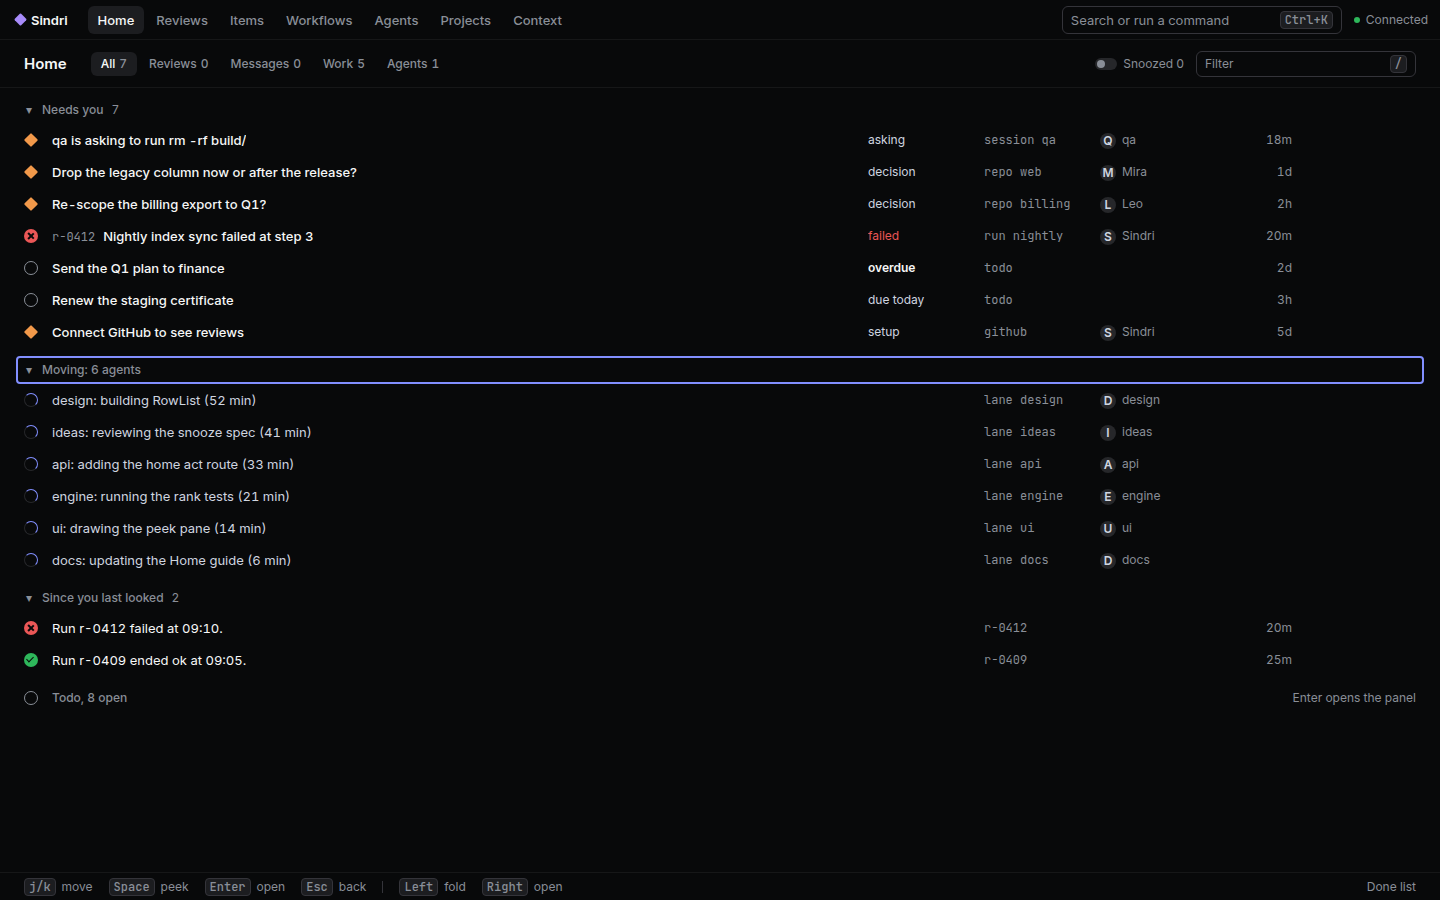 Sindri Home Reviews Items Workflows Agents Projects Context Search or run a command Ctrl+K Connected
Home All 7 Reviews 0 Messages 0 Work 5 Agents 1 Snoozed 0 Filter /
Needs you 7
qa is asking to run rm -rf build/ asking session qa Q qa 18m
Drop the legacy column now or after the release? decision repo web M Mira 1d
Re-scope the billing export to Q1? decision repo billing L Leo 2h
r-0412 Nightly index sync failed at step 3 failed run nightly S Sindri 20m
Send the Q1 plan to finance overdue todo 2d
Renew the staging certificate due today todo 3h
Connect GitHub to see reviews setup github S Sindri 5d
Moving: 6 agents
design: building RowList (52 min) lane design D design
ideas: reviewing the snooze spec (41 min) lane ideas I ideas
api: adding the home act route (33 min) lane api A api
engine: running the rank tests (21 min) lane engine E engine
ui: drawing the peek pane (14 min) lane ui U ui
docs: updating the Home guide (6 min) lane docs D docs
Since you last looked 2
Run r-0412 failed at 09:10. r-0412 20m
Run r-0409 ended ok at 09:05. r-0409 25m
Todo, 8 open Enter opens the panel
j/k move Space peek Enter open Esc back Left fold Right open Done list